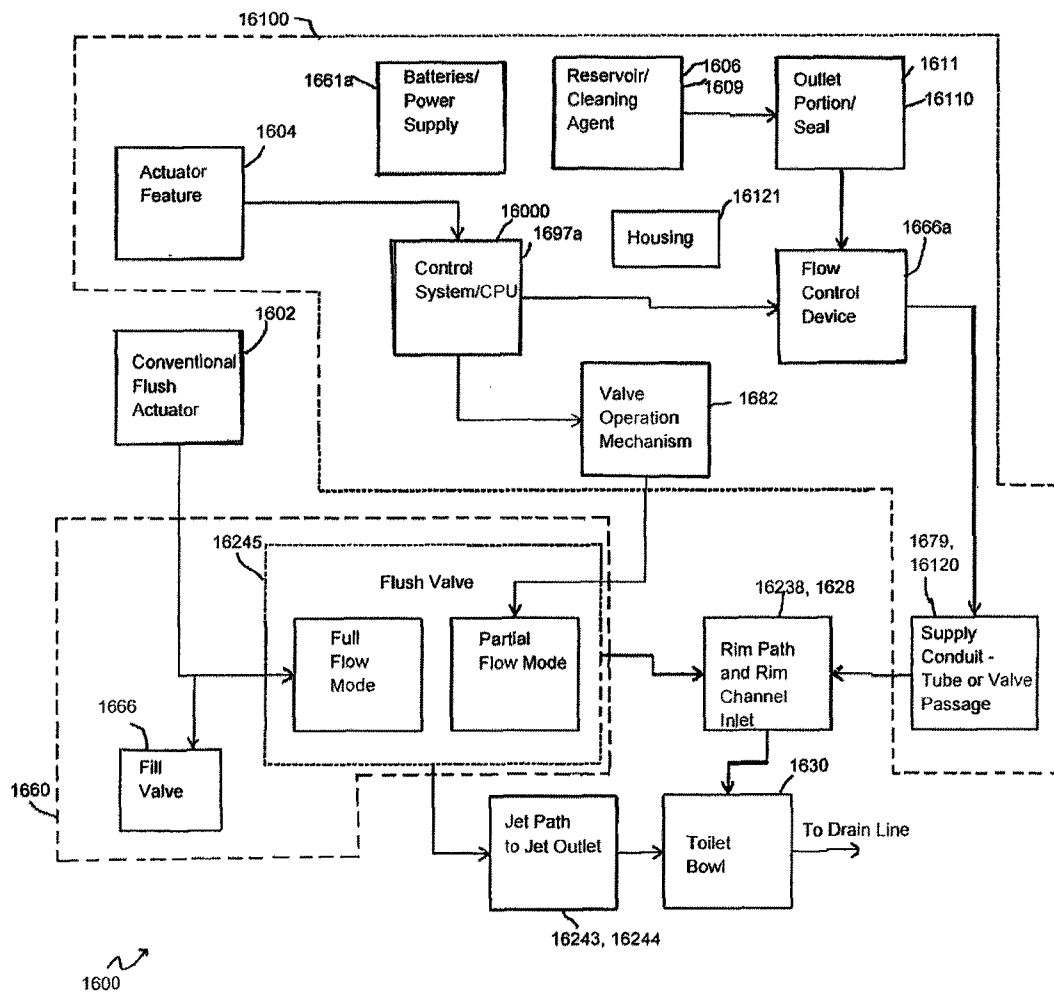 16100
1661a
Batteries/
Power
Supply
Reservoir/
Cleaning
Agent
1606
1609
Outlet
Portion/
Seal
1611
16110
1604
Actuator
Feature
16000
1697a
Control
System/CPU
16121
Housing
1666a
Flow
Control
Device
1602
Conventional
Flush
Actuator
Valve
Operation
Mechanism
1682
16245
Flush Valve
Full
Flow
Mode
Partial
Flow Mode
16238, 1628
Rim Path
and Rim
Channel
Inlet
1679,
16120
Supply
Conduit -
Tube or Valve
Passage
1666
Fill
Valve
1660
Jet Path
to Jet Outlet
16243, 16244
1630
Toilet
Bowl
To Drain Line
1600